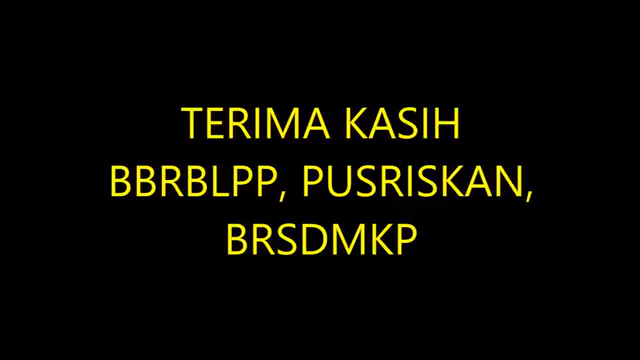 TERIMA KASIH
BBRBLPP, PUSRISKAN,
BRSDMKP